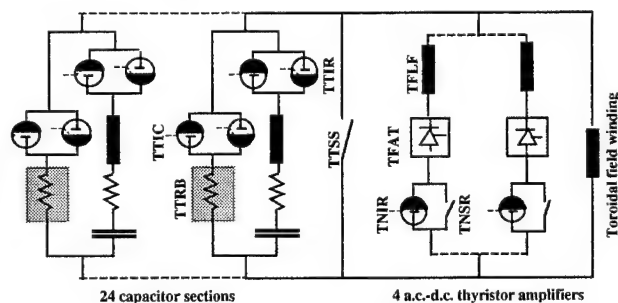 TTIR
TTIC
TTRB
TTSS
TFLF
TFAT
TNIR
TNSR
Toroidal field winding
24 capacitor sections
4 a.c.-d.c. thyristor amplifiers